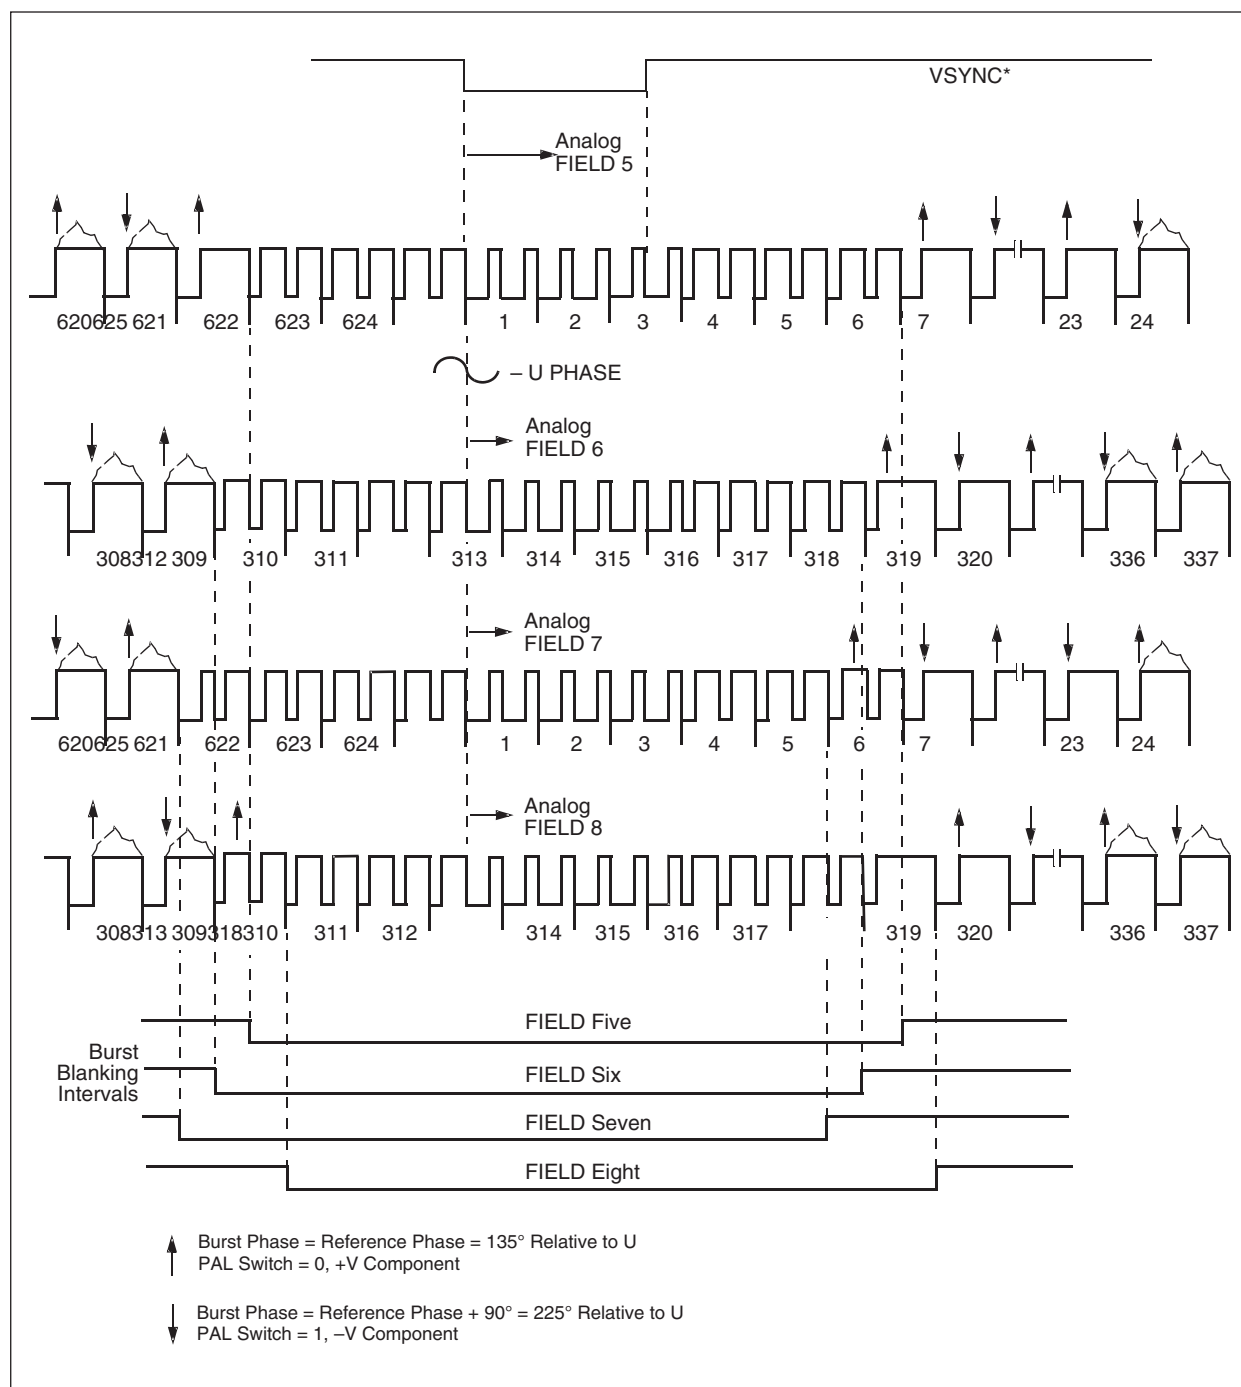 VSYNC*
Analog
FIELD 5
620625 621 622 623 624 1 2 3 4 5 6 7 23 24
– U PHASE
Analog
FIELD 6
308312 309 310 311 313 314 315 316 317 318 319 320 336 337
Analog
FIELD 7
620625 621 622 623 624 1 2 3 4 5 6 7 23 24
Analog
FIELD 8
308313 309318310 311 312 314 315 316 317 319 320 336 337
FIELD Five
Burst
Blanking
Intervals
FIELD Six
FIELD Seven
FIELD Eight
Burst Phase = Reference Phase = 135° Relative to U
PAL Switch = 0, +V Component
Burst Phase = Reference Phase + 90° = 225° Relative to U
PAL Switch = 1, –V Component